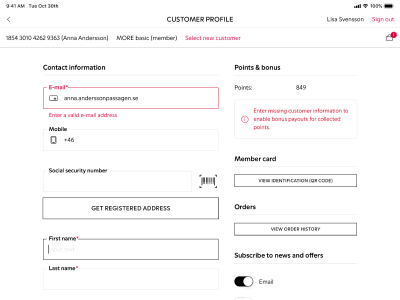 9:41 AM Tue Oct 30th
100%
CUSTOMER PROFILE
Lisa Svensson
Sign out
1854 3010 4262 9363 (Anna Andersson)
MORE basic (member)
Select new customer
1
Contact information
E-mail*
anna.anderssonpassagen.se
Enter a valid e-mail address
Mobile
+46
Social security number
GET REGISTERED ADDRESS
First name*
Last name*
Points & bonus
Points:
849
Enter missing customer information to
enable bonus payouts for collected
points.
Member card
VIEW IDENTIFICATION (QR CODE)
Orders
VIEW ORDER HISTORY
Subscribe to news and offers
Email